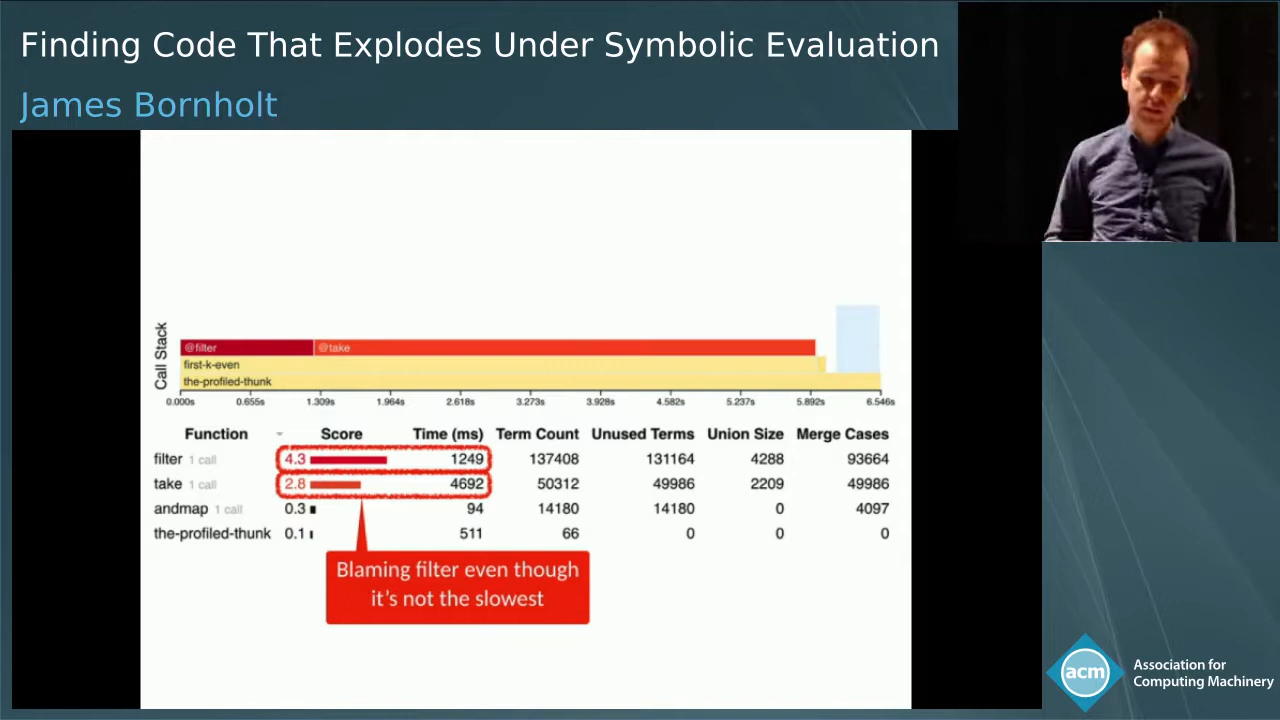 Finding Code That Explodes Under Symbolic Evaluation
James Bornholt
Call Stack
@filter @take
first-k-even
the-profiled-thunk
0.000s 0.655s 1.309s 1.964s 2.618s 3.273s 3.928s 4.582s 5.237s 5.892s 6.546s
Function Score Time (ms) Term Count Unused Terms Union Size Merge Cases
filter 1 call 4.3 1249 137408 131164 4288 93664
take 1 call 2.8 4692 50312 49986 2209 49986
andmap 1 call 0.3 94 14180 14180 0 4097
the-profiled-thunk 0.1 511 66 0 0 0
Blaming filter even though
it's not the slowest
acm
Association for
Computing Machinery